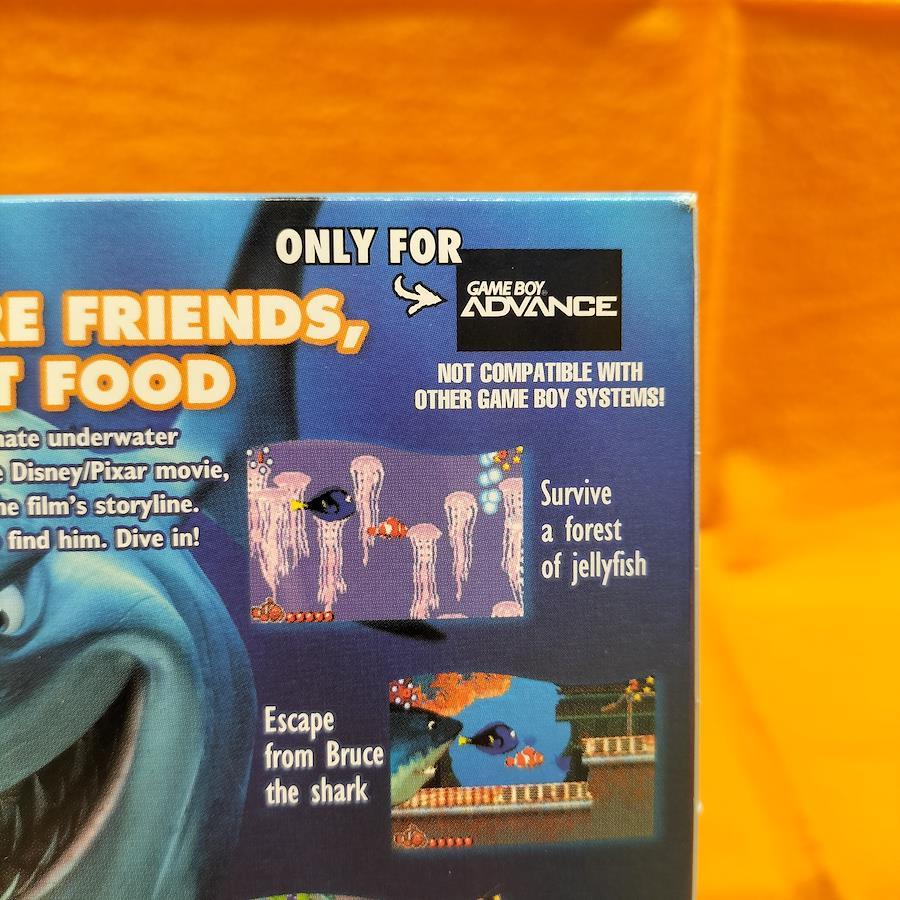 ONLY FOR
GAME BOY
ADVANCE
RE FRIENDS,
T FOOD
NOT COMPATIBLE WITH
OTHER GAME BOY SYSTEMS!
nate underwater
e Disney/Pixar movie,
he film's storyline.
find him. Dive in!
Survive
a forest
of jellyfish
Escape
from Bruce
the shark